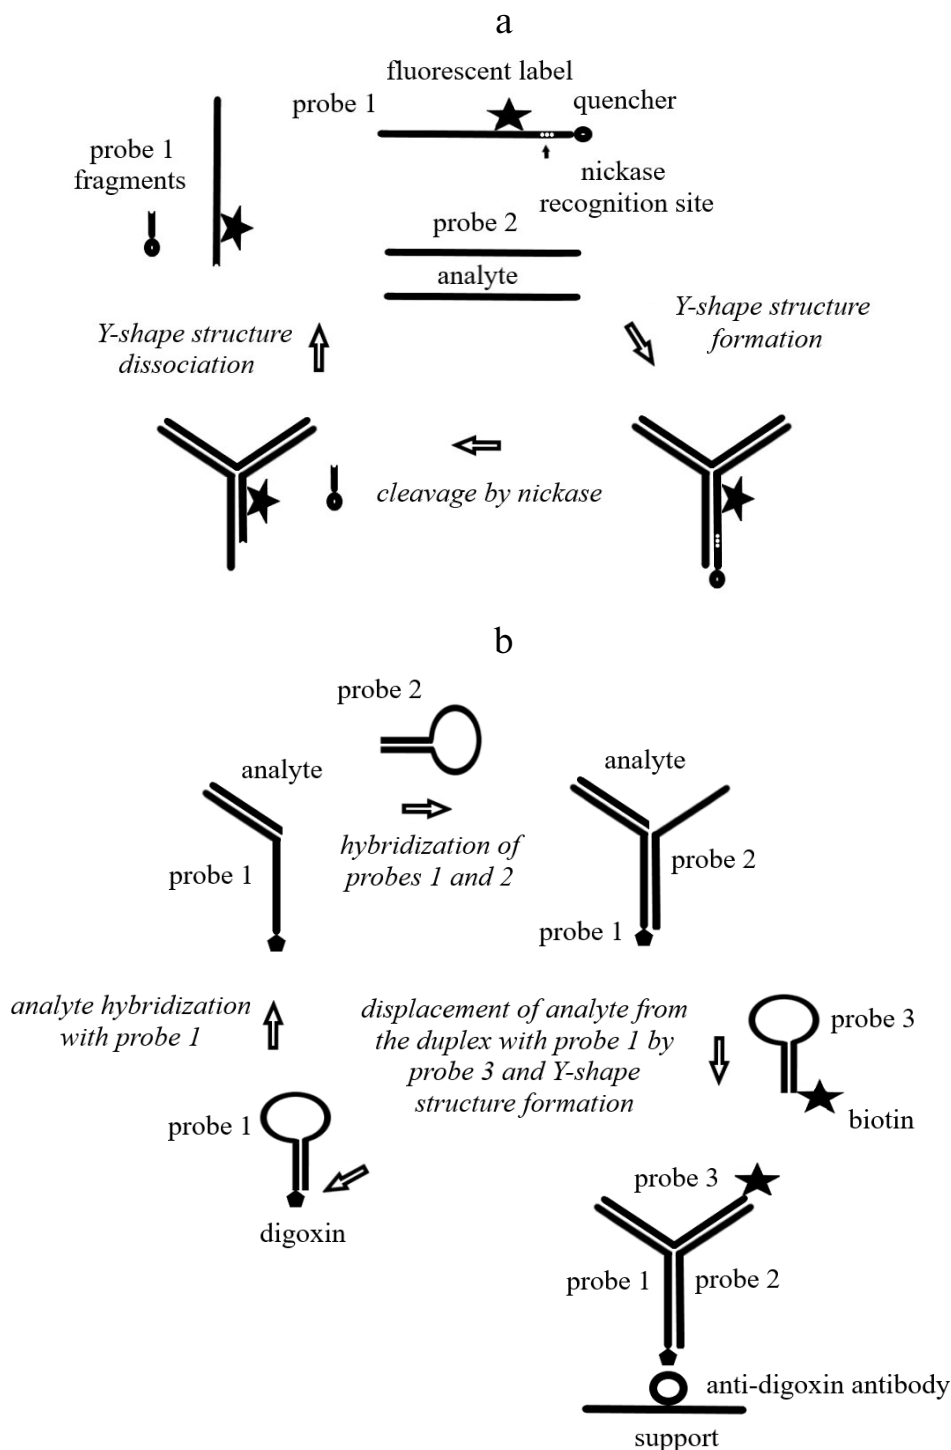 a
fluorescent label
probe 1
quencher
probe 1
fragments
nickase
recognition site
probe 2
analyte
Y-shape structure
formation
Y-shape structure
dissociation
cleavage by nickase
b
probe 2
analyte
analyte
hybridization of
probes 1 and 2
probe 1
probe 2
probe 1
analyte hybridization
with probe 1
displacement of analyte from
the duplex with probe 1 by
probe 3 and Y-shape
structure formation
probe 3
biotin
probe 1
digoxin
probe 3
probe 1
probe 2
anti-digoxin antibody
support